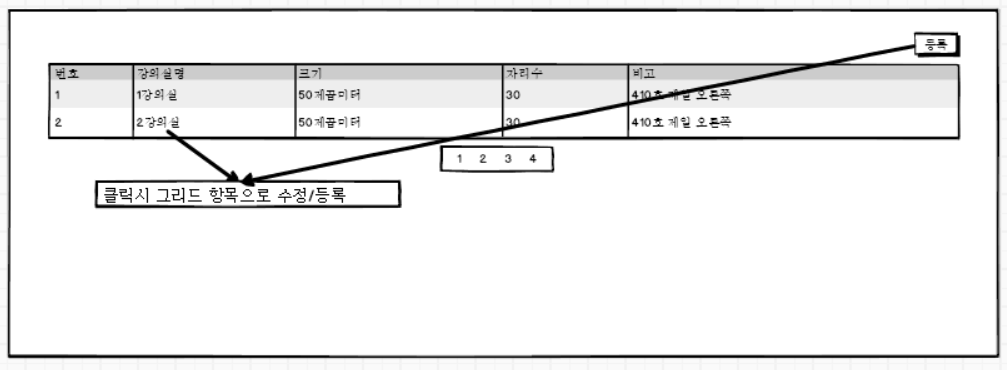 등록
번호 강의실명 크기 자리수 비고
1 1강의실 50제곱미터 30 410호 제일 오른쪽
2 2강의실 50제곱미터 30 410호 제일 오른쪽
1 2 3 4
클릭시 그리드 항목으로 수정/등록